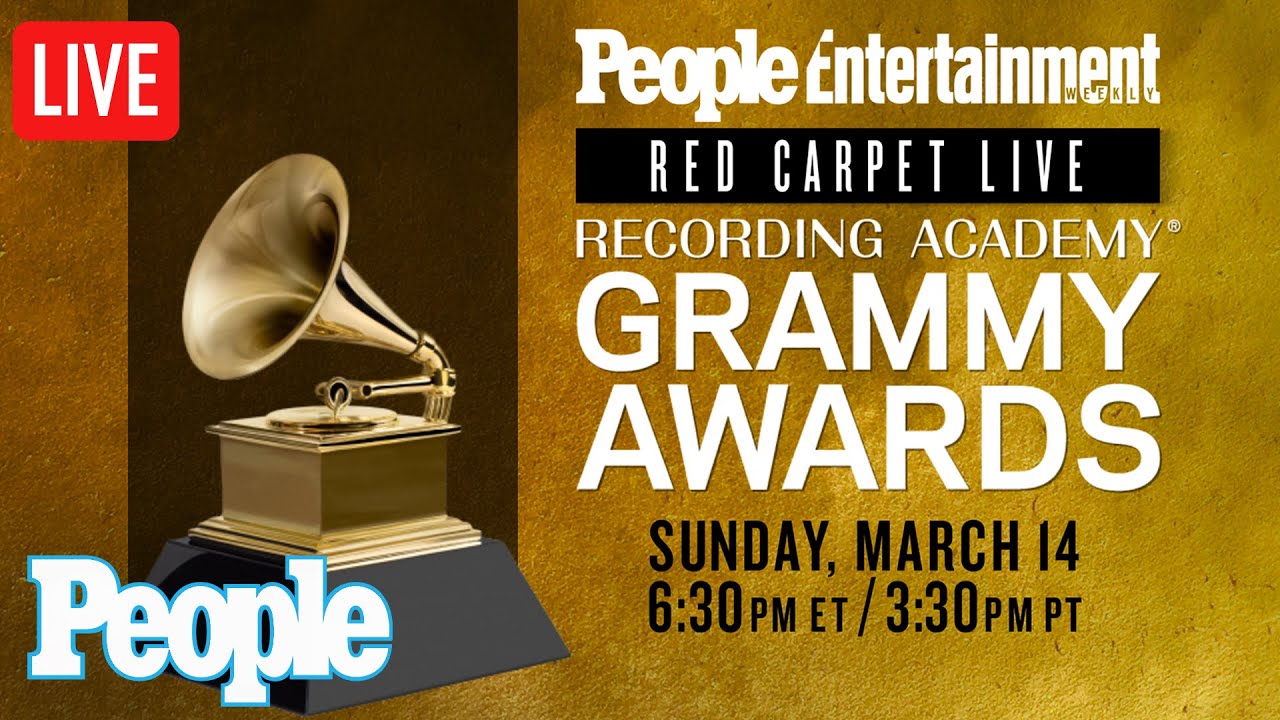 LIVE
People Entertainment
WEEKLY
RED CARPET LIVE
RECORDING ACADEMY®
GRAMMY
AWARDS
SUNDAY, MARCH 14
6:30PM ET / 3:30PM PT
People